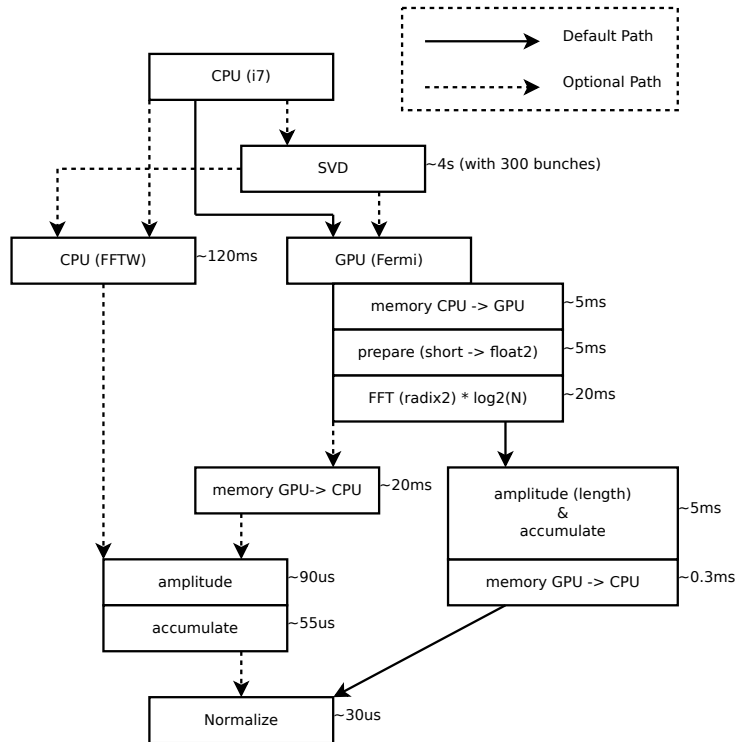 Default Path
Optional Path
CPU (i7)
SVD
~4s (with 300 bunches)
CPU (FFTW)
~120ms
GPU (Fermi)
memory CPU -> GPU
~5ms
prepare (short -> float2)
~5ms
FFT (radix2) * log2(N)
~20ms
memory GPU-> CPU
~20ms
amplitude (length)
&
accumulate
~5ms
memory GPU -> CPU
~0.3ms
amplitude
~90us
accumulate
~55us
Normalize
~30us